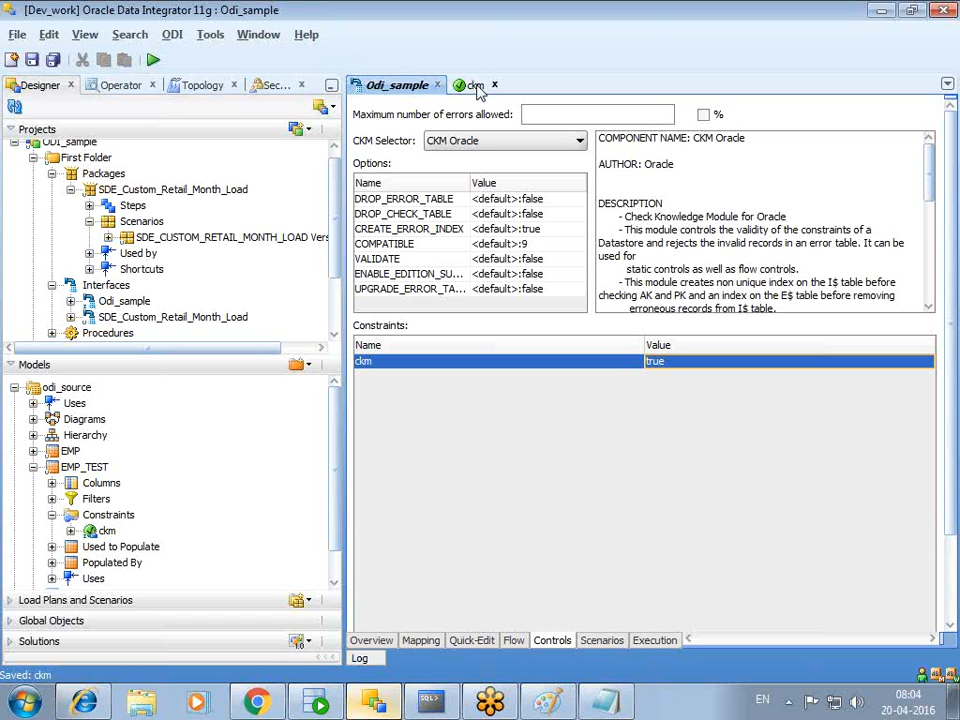 [Dev_work] Oracle Data Integrator 11g : Odi_sample
File Edit View Search ODI Tools Window Help
Designer Operator Topology Sec...
Odi_sample ckm
Projects
ODI_sample
First Folder
Packages
SDE_Custom_Retail_Month_Load
Steps
Scenarios
SDE_CUSTOM_RETAIL_MONTH_LOAD Vers
Used by
Shortcuts
Interfaces
Odi_sample
SDE_Custom_Retail_Month_Load
Procedures
Models
odi_source
Uses
Diagrams
Hierarchy
EMP
EMP_TEST
Columns
Filters
Constraints
ckm
Used to Populate
Populated By
Uses
Load Plans and Scenarios
Global Objects
Solutions
Maximum number of errors allowed: %
CKM Selector: CKM Oracle
Options:
Name Value
DROP_ERROR_TABLE <default>:false
DROP_CHECK_TABLE <default>:false
CREATE_ERROR_INDEX <default>:true
COMPATIBLE <default>:9
VALIDATE <default>:false
ENABLE_EDITION_SU... <default>:false
UPGRADE_ERROR_TA... <default>:false
COMPONENT NAME: CKM Oracle
AUTHOR: Oracle
DESCRIPTION
- Check Knowledge Module for Oracle
- This module controls the validity of the constraints of a
Datastore and rejects the invalid records in an error table. It can be
used for
static controls as well as flow controls.
- This module creates non unique index on the I$ table before
checking AK and PK and an index on the E$ table before removing
erroneous records from I$ table.
Constraints:
Name Value
ckm true
Overview Mapping Quick-Edit Flow Controls Scenarios Execution
Log
Saved: ckm
SQL>
EN
08:04
20-04-2016